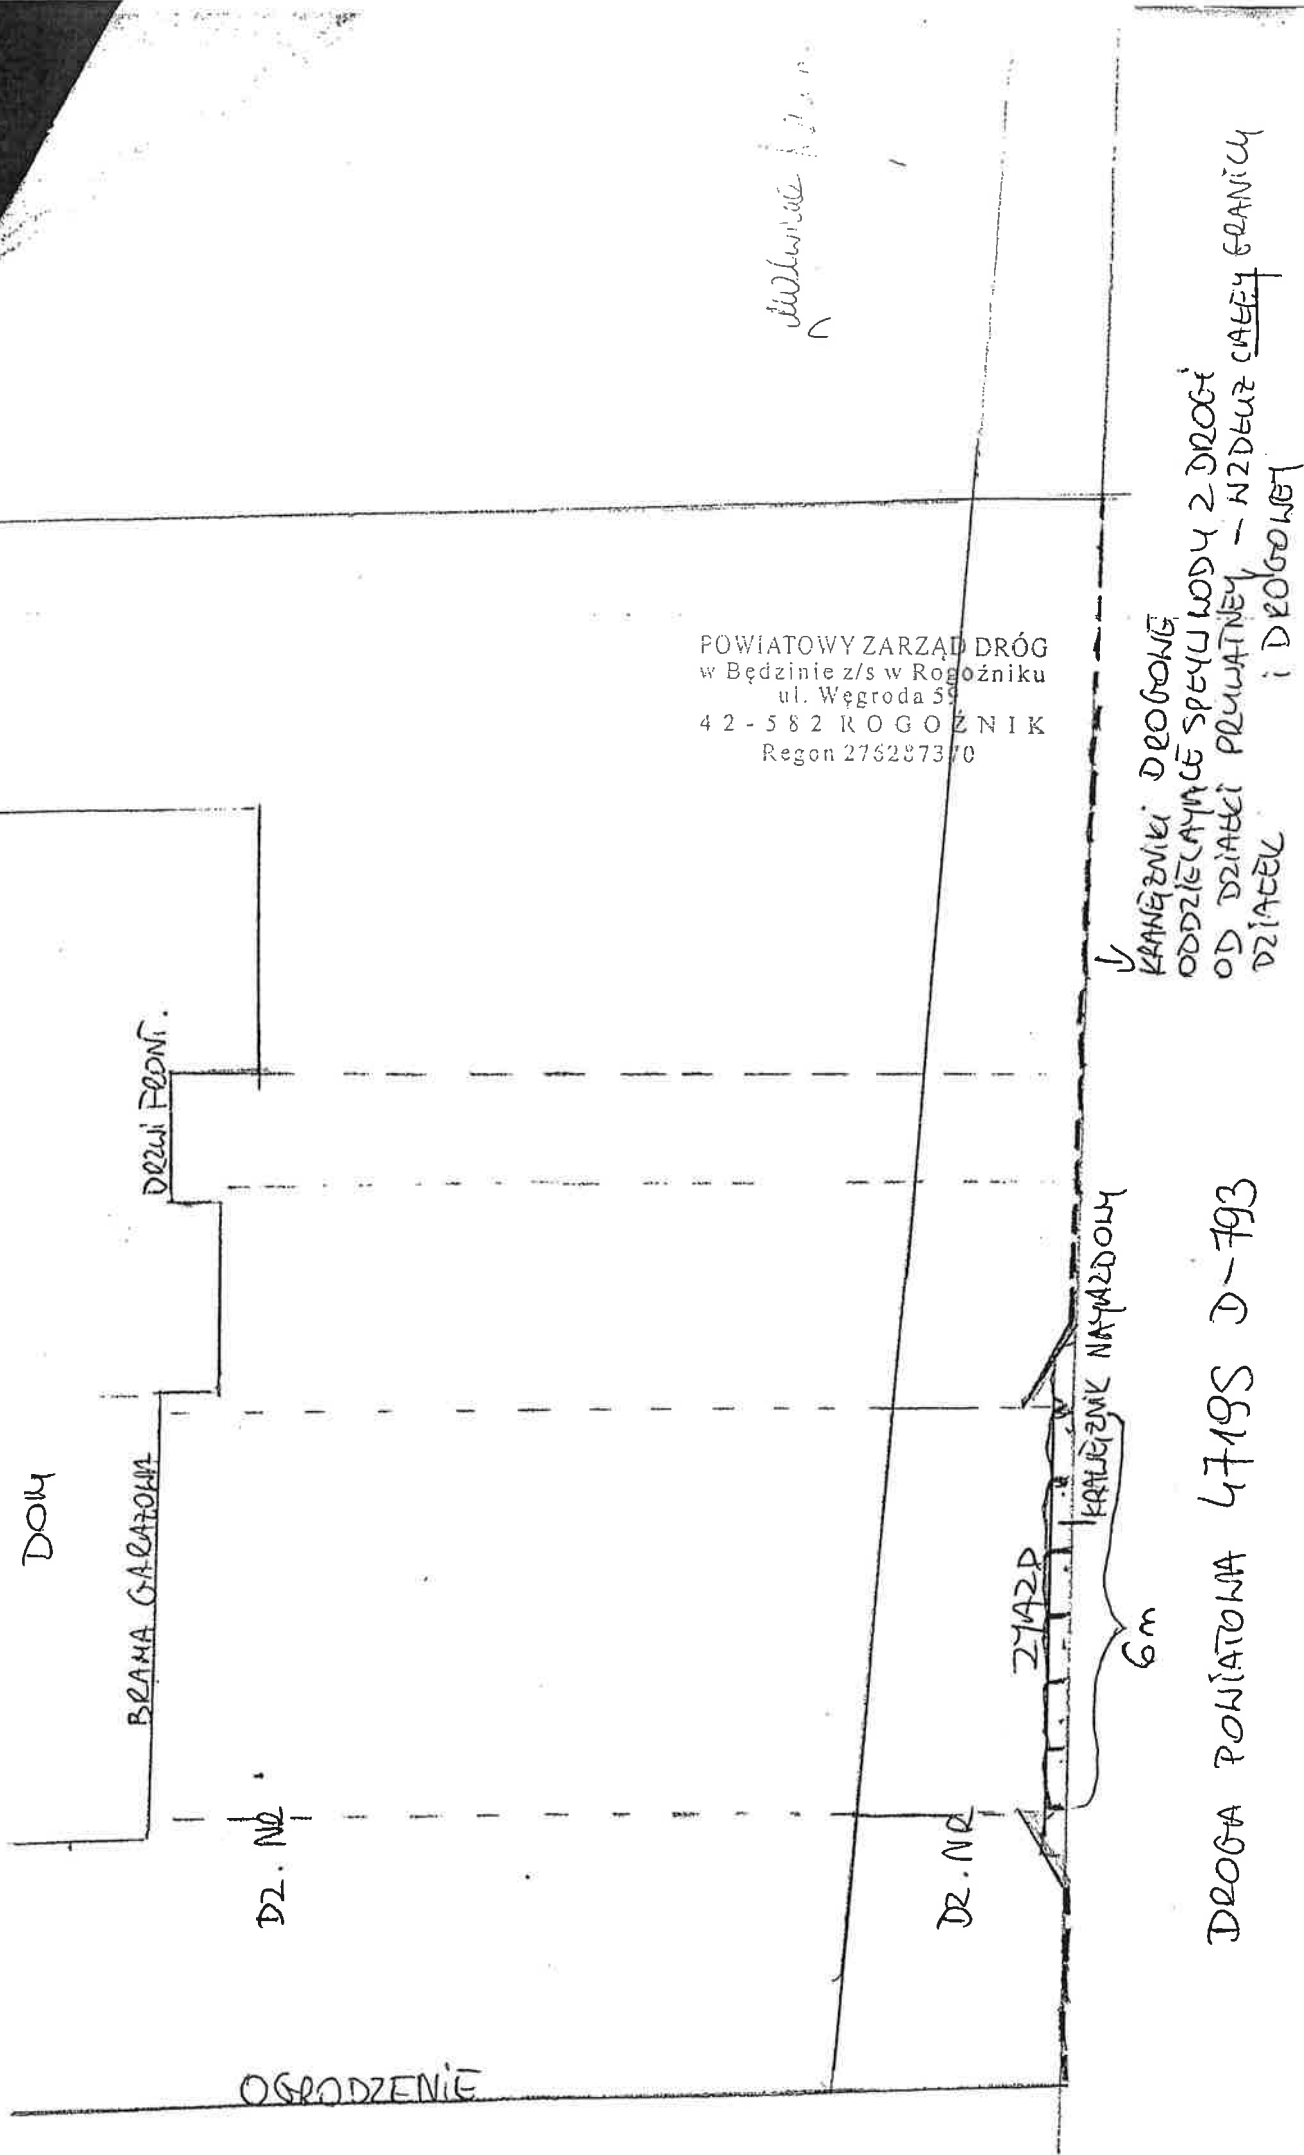 DOM
BRAMA GARAŻOWA
DRZWI FRONT.
DZ. NR
OGRODZENIE
POWIATOWY ZARZĄD DRÓG
w Będzinie z/s w Rogoźniku
ul. Węgroda 59
42-582 ROGOŹNIK
Regon 276287370
DZ. NR
ZJAZD
KRAWĘŻNIK NAJAZDOWY
6m
KRAWĘŻNIKI DROGOWE
ODDZIELAJĄCE SPŁYW WODY Z DROGI
OD DZIAŁKI PRYWATNEJ – WZDŁUŻ CAŁEJ GRANICY
DZIAŁEK i DROGOWEJ
DROGA POWIATOWA 4719S D-793